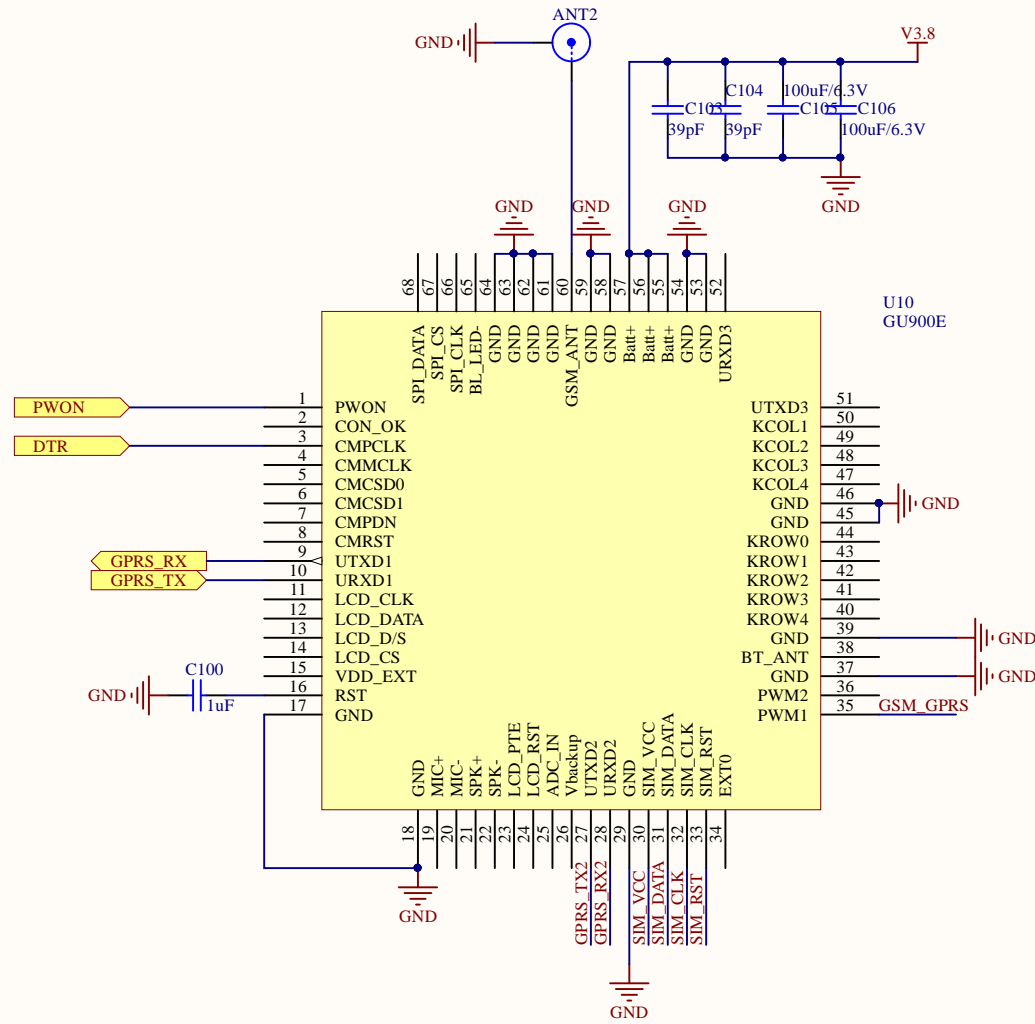 ANT2
GND
V3.8
C103
39pF
C104
39pF
100uF/6.3V
C105
C106
100uF/6.3V
GND
GND
GND
GND
68
67
66
65
64
63
62
61
60
59
58
57
56
55
54
53
52
SPI_DATA
SPI_CS
SPI_CLK
BL_LED-
GND
GND
GND
GND
GSM_ANT
GND
GND
Batt+
Batt+
Batt+
GND
GND
URXD3
U10
GU900E
PWON
1 PWON
2 CON_OK
DTR
3 CMPCLK
4 CMMCLK
5 CMCSD0
6 CMCSD1
7 CMPDN
8 CMRST
GPRS_RX
9 UTXD1
GPRS_TX
10 URXD1
11 LCD_CLK
12 LCD_DATA
13 LCD_D/S
14 LCD_CS
15 VDD_EXT
GND
C100
1uF
16 RST
17 GND
UTXD3 51
KCOL1 50
KCOL2 49
KCOL3 48
KCOL4 47
GND 46
GND
GND 45
KROW0 44
KROW1 43
KROW2 42
KROW3 41
KROW4 40
GND 39
GND
BT_ANT 38
GND 37
GND
PWM2 36
PWM1 35
GSM_GPRS
GND
MIC+
MIC-
SPK+
SPK-
LCD_PTE
LCD_RST
ADC_IN
Vbackup
UTXD2
URXD2
GND
SIM_VCC
SIM_DATA
SIM_CLK
SIM_RST
EXT0
18
19
20
21
22
23
24
25
26
27
28
29
30
31
32
33
34
GND
GPRS_TX2
GPRS_RX2
SIM_VCC
SIM_DATA
SIM_CLK
SIM_RST
GND